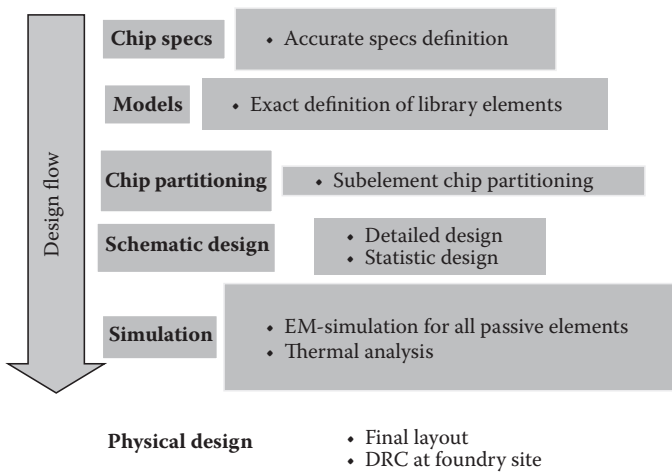 Design flow
Chip specs
• Accurate specs definition
Models
• Exact definition of library elements
Chip partitioning
• Subelement chip partitioning
Schematic design
• Detailed design
• Statistic design
Simulation
• EM-simulation for all passive elements
• Thermal analysis
Physical design
• Final layout
• DRC at foundry site